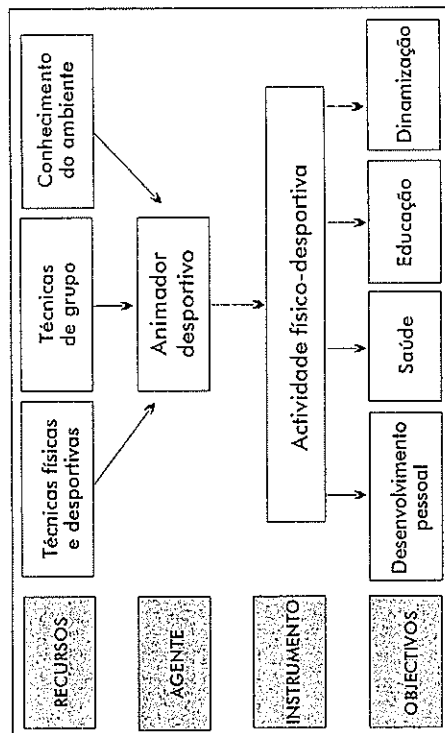 RECURSOS
Técnicas físicas
e desportivas
Técnicas
de grupo
Conhecimento
do ambiente
AGENTE
Animador
desportivo
INSTRUMENTO
Actividade físico-desportiva
OBJECTIVOS
Desenvolvimento
pessoal
Saúde
Educação
Dinamização